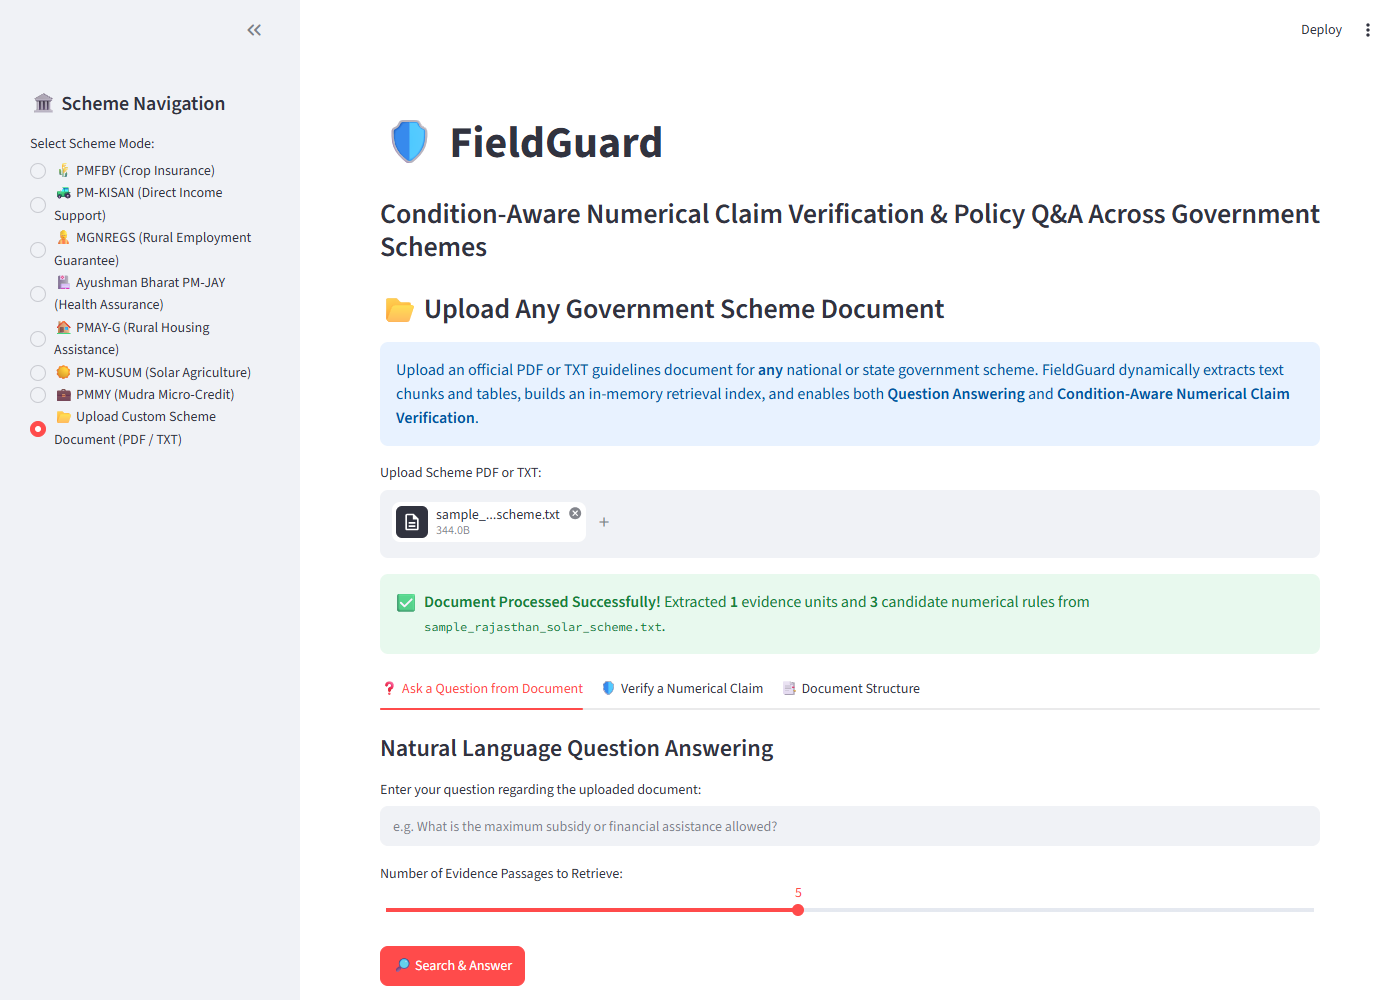 Deploy
Scheme Navigation
Select Scheme Mode:
PMFBY (Crop Insurance)
PM-KISAN (Direct Income
Support)
MGNREGS (Rural Employment
Guarantee)
Ayushman Bharat PM-JAY
(Health Assurance)
PMAY-G (Rural Housing
Assistance)
PM-KUSUM (Solar Agriculture)
PMMY (Mudra Micro-Credit)
Upload Custom Scheme
Document (PDF / TXT)
FieldGuard
Condition-Aware Numerical Claim Verification & Policy Q&A Across Government
Schemes
Upload Any Government Scheme Document
Upload an official PDF or TXT guidelines document for any national or state government scheme. FieldGuard dynamically extracts text
chunks and tables, builds an in-memory retrieval index, and enables both Question Answering and Condition-Aware Numerical Claim
Verification.
Upload Scheme PDF or TXT:
sample_...scheme.txt
344.0B
Document Processed Successfully! Extracted 1 evidence units and 3 candidate numerical rules from
sample_rajasthan_solar_scheme.txt.
Ask a Question from Document
Verify a Numerical Claim
Document Structure
Natural Language Question Answering
Enter your question regarding the uploaded document:
e.g. What is the maximum subsidy or financial assistance allowed?
Number of Evidence Passages to Retrieve:
5
Search & Answer